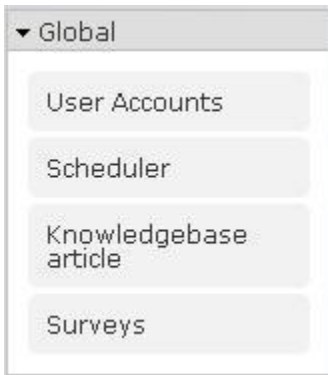 Global
User Accounts
Scheduler
Knowledgebase
article
Surveys